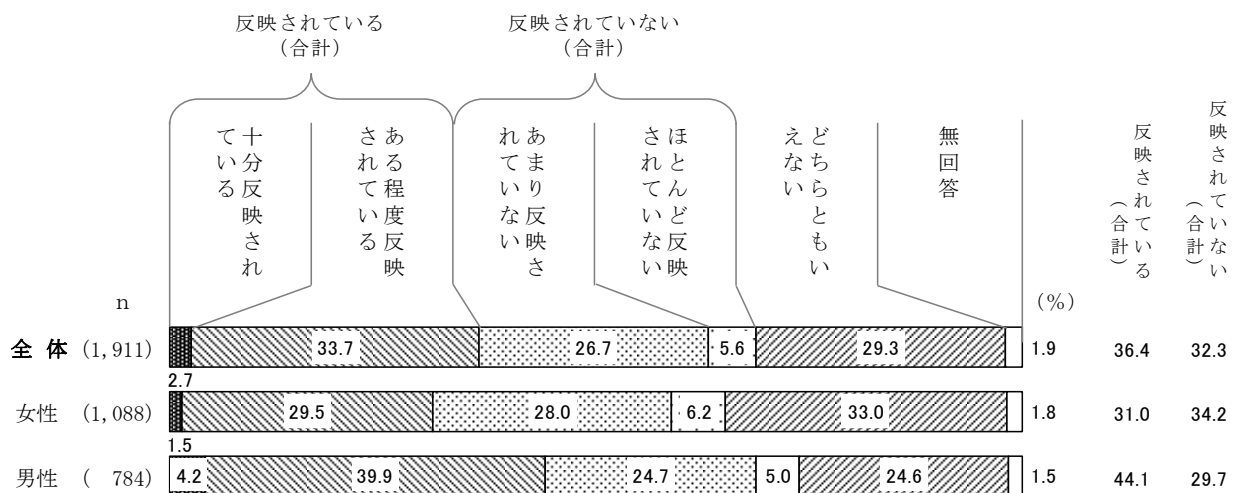 反映されている
（合計）
反映されていない
（合計）
十分反映され
ている
ある程度反映
されている
あまり反映さ
れていない
ほとんど反映
されていない
どちらともい
えない
無回答
反映されている
（合計）
反映されていない
（合計）
n
(%)
全 体 (1,911) 33.7 26.7 5.6 29.3 1.9 36.4 32.3
2.7
女性 (1,088) 29.5 28.0 6.2 33.0 1.8 31.0 34.2
1.5
男性 ( 784) 4.2 39.9 24.7 5.0 24.6 1.5 44.1 29.7